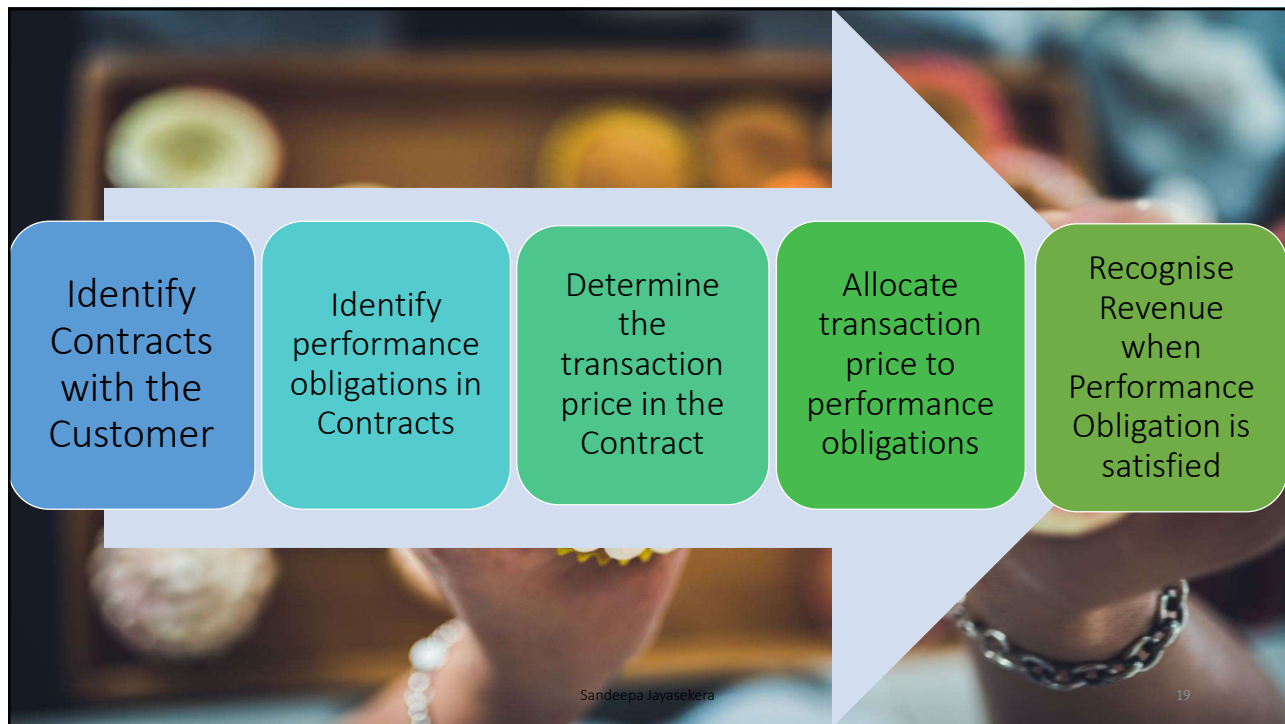 Identify
Contracts
with the
Customer
Identify
performance
obligations in
Contracts
Determine
the
transaction
price in the
Contract
Allocate
transaction
price to
performance
obligations
Recognise
Revenue
when
Performance
Obligation is
satisfied
Sandeepa Jayasekera
19